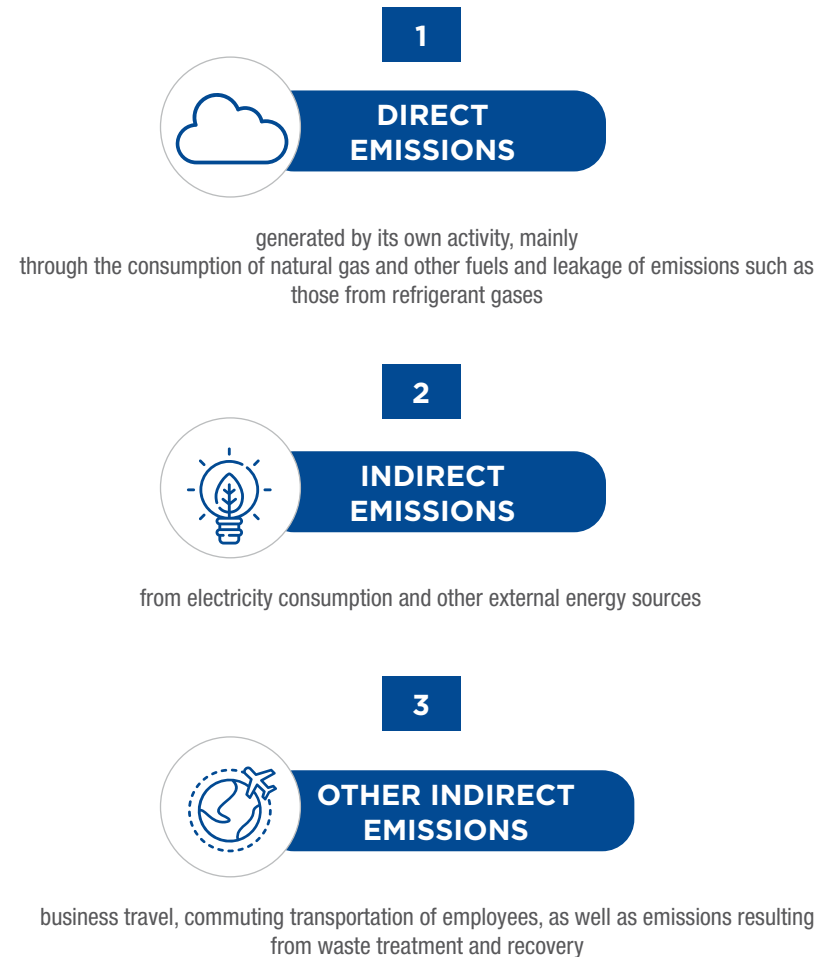 1
DIRECT
EMISSIONS
generated by its own activity, mainly
through the consumption of natural gas and other fuels and leakage of emissions such as
those from refrigerant gases
2
INDIRECT
EMISSIONS
from electricity consumption and other external energy sources
3
OTHER INDIRECT
EMISSIONS
business travel, commuting transportation of employees, as well as emissions resulting
from waste treatment and recovery